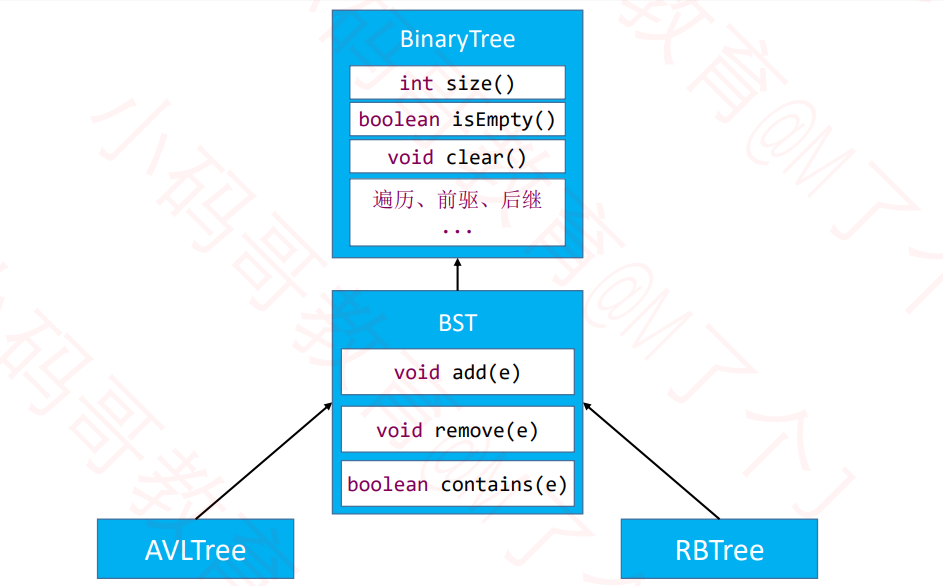 BinaryTree
int size()
boolean isEmpty()
void clear()
遍历、前驱、后继
...
BST
void add(e)
void remove(e)
boolean contains(e)
AVLTree
RBTree
小码哥教育@M了个J